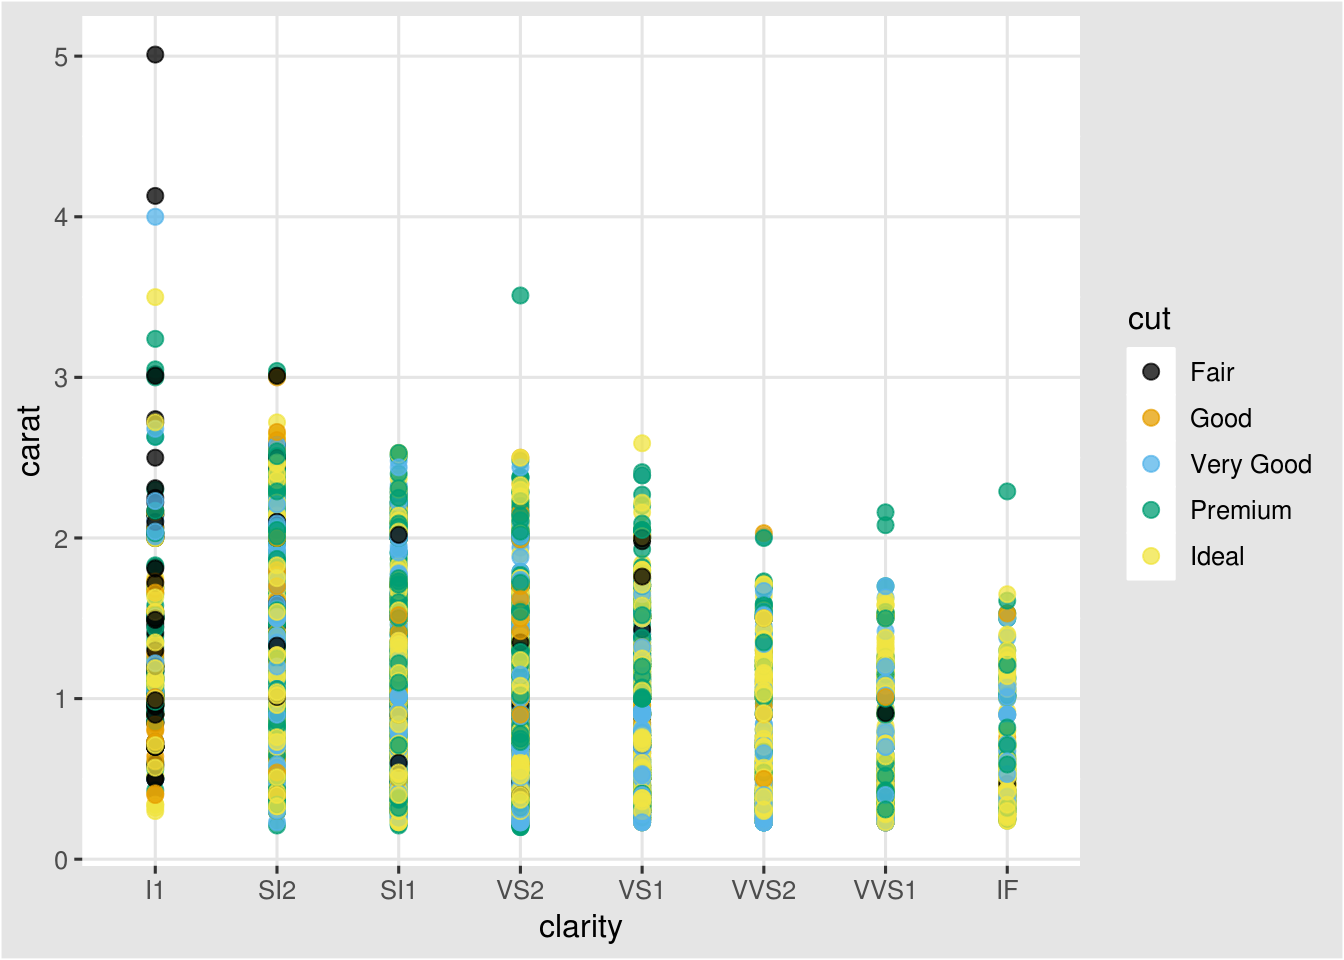 5
4
3
2
1
0
carat
I1 SI2 SI1 VS2 VS1 VVS2 VVS1 IF
clarity
cut
Fair
Good
Very Good
Premium
Ideal